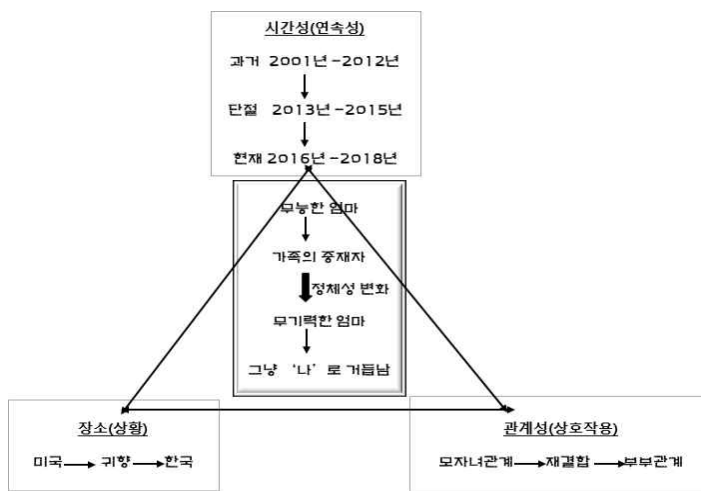 시간성(연속성)
과거 2001년 -2012년
단절 2013년 -2015년
현재 2016년 -2018년
무능한 엄마
가족의 중재자
정체성 변화
무기력한 엄마
그냥 ‘나’로 거듭남
장소(상황)
미국 귀향 한국
관계성(상호작용)
모자녀관계 재결합 부부관계